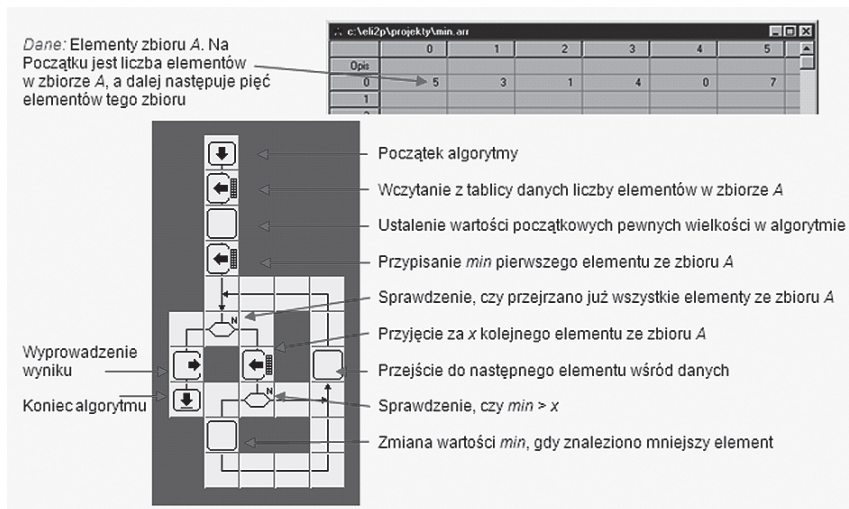 Dane: Elementy zbioru A. Na
Początku jest liczba elementów
w zbiorze A, a dalej następuje pięć
elementów tego zbioru
c:\eli2p\projekty\min.arr
0 1 2 3 4 5
Opis
0 5 3 1 4 0 7
1
Początek algorytmy
Wczytanie z tablicy danych liczby elementów w zbiorze A
Ustalenie wartości początkowych pewnych wielkości w algorytmie
Przypisanie min pierwszego elementu ze zbioru A
Sprawdzenie, czy przejrzano już wszystkie elementy ze zbioru A
N
Przyjęcie za x kolejnego elementu ze zbioru A
Wyprowadzenie
wyniku
Przejście do następnego elementu wśród danych
Koniec algorytmu
N
Sprawdzenie, czy min > x
Zmiana wartości min, gdy znaleziono mniejszy element